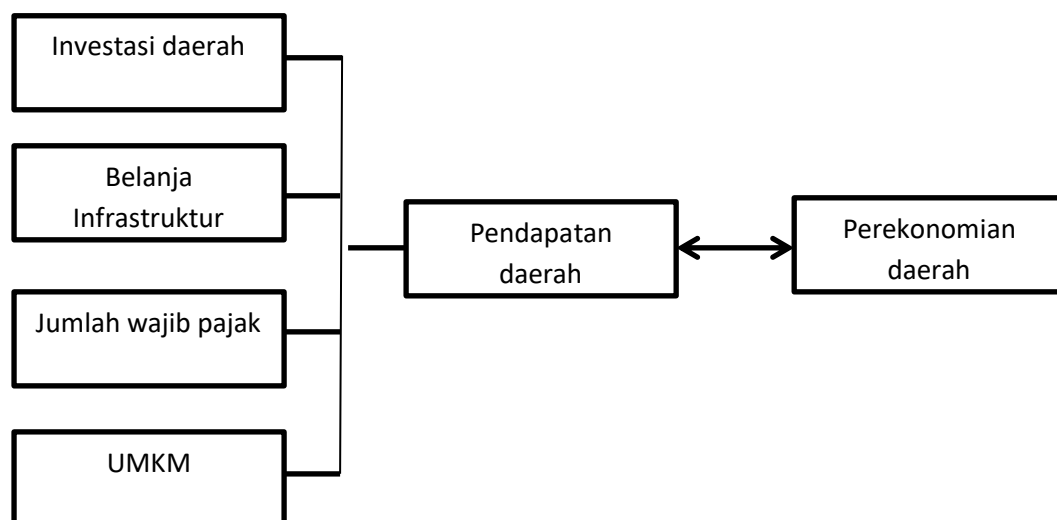 Investasi daerah
Belanja
Infrastruktur
Jumlah wajib pajak
UMKM
Pendapatan
daerah
Perekonomian
daerah